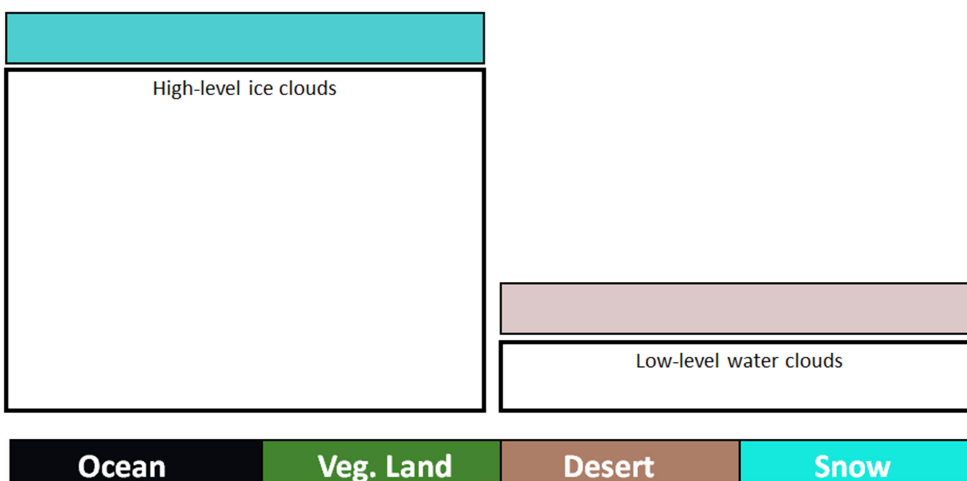 High-level ice clouds
Low-level water clouds
Ocean Veg. Land Desert Snow